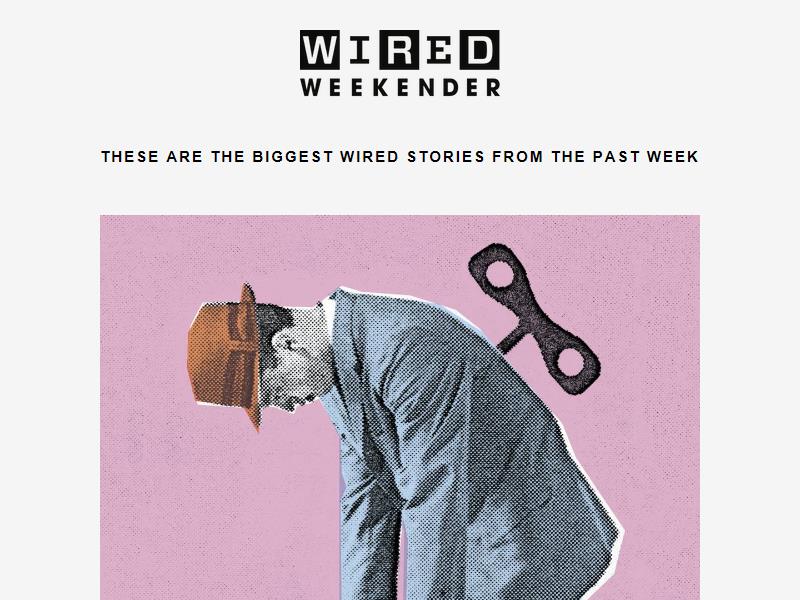 WIRED
WEEKENDER
THESE ARE THE BIGGEST WIRED STORIES FROM THE PAST WEEK